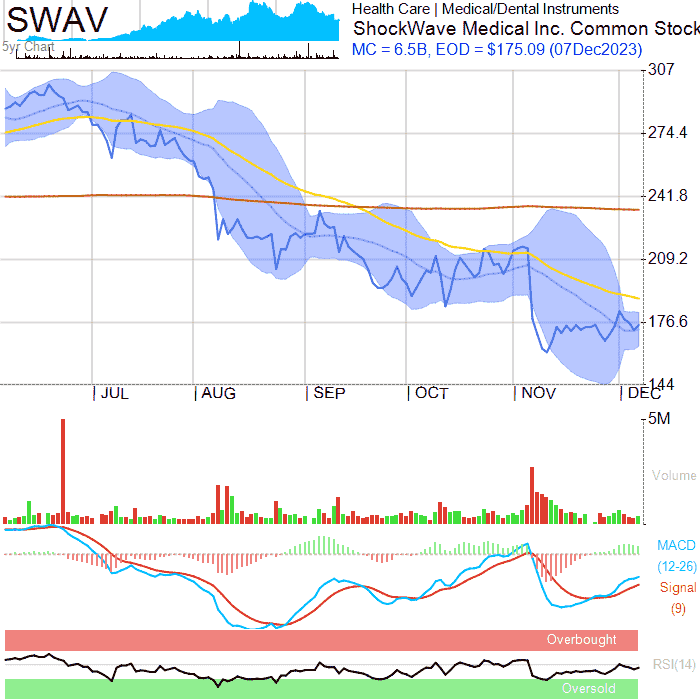 SWAV
5yr Chart
Health Care | Medical/Dental Instruments
ShockWave Medical Inc. Common Stock
MC = 6.5B, EOD = $175.09 (07Dec2023)
307
274.4
241.8
209.2
176.6
144
JUL AUG SEP OCT NOV DEC
5M
Volume
MACD
(12-26)
Signal
(9)
Overbought
RSI(14)
Oversold